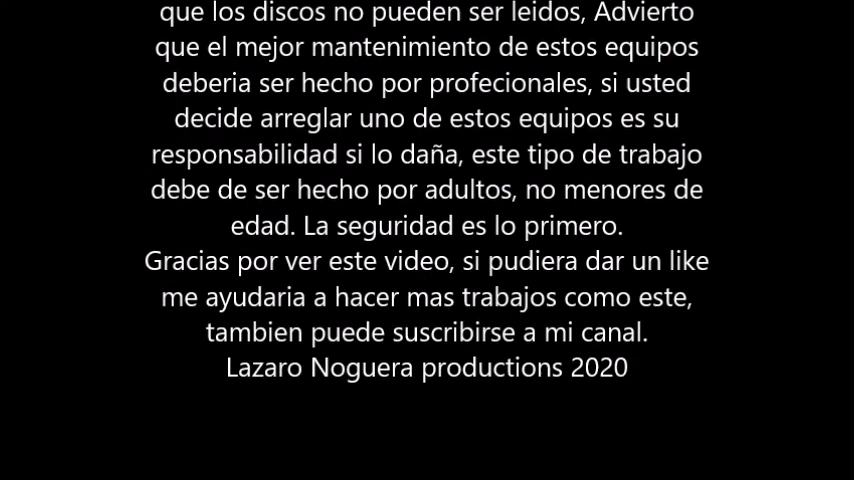 que los discos no pueden ser leidos, Advierto
que el mejor mantenimiento de estos equipos
deberia ser hecho por profecionales, si usted
decide arreglar uno de estos equipos es su
responsabilidad si lo daña, este tipo de trabajo
debe de ser hecho por adultos, no menores de
edad. La seguridad es lo primero.
Gracias por ver este video, si pudiera dar un like
me ayudaria a hacer mas trabajos como este,
tambien puede suscribirse a mi canal.
Lazaro Noguera productions 2020